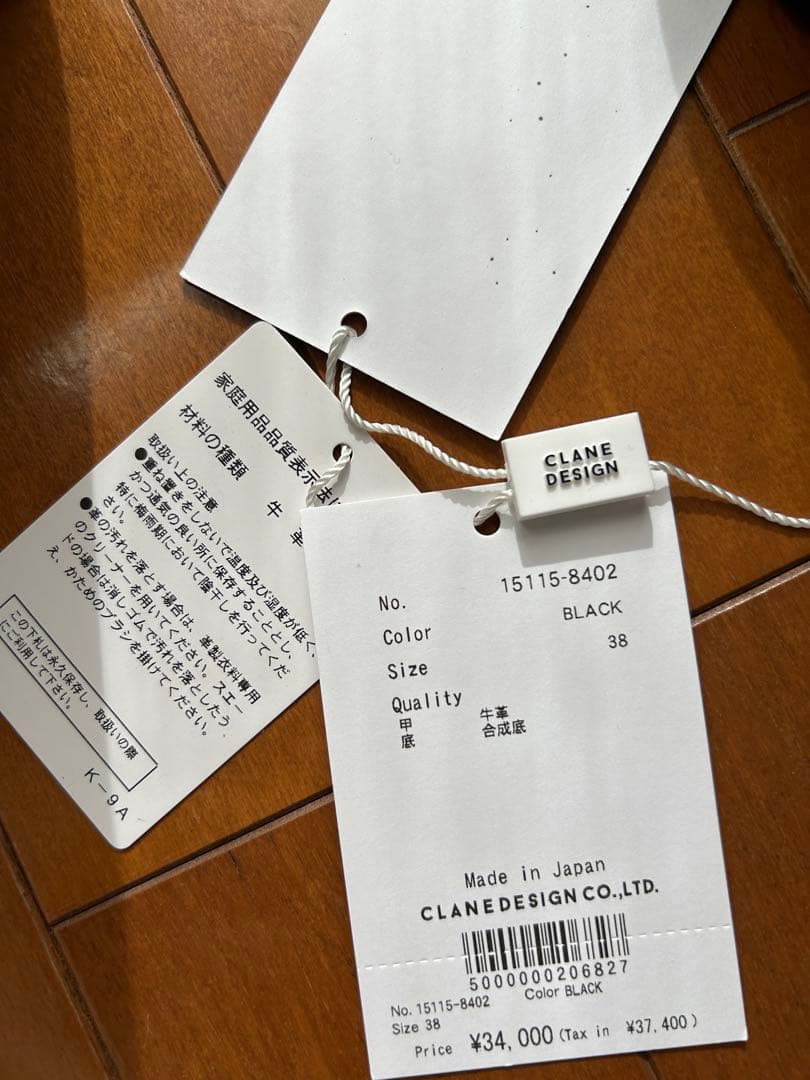 家庭用品品質表示法に
材料の種類 牛 革
取扱い上の注意
●重ね置きをしないで温度及び湿度が低く、
かつ通気の良い所に保存することとし、
特に梅雨期において陰干しを行ってくだ
さい。
●革の汚れを落とす場合は、革製衣料専用
のクリーナーを用いてください。スエー
ドの場合は消しゴムで汚れを落としたう
え、かためのブラシを掛けてください。
この下札は永久保存し、取扱いの際
にご利用して下さい。
K-9A
CLANE
DESIGN
No. 15115-8402
Color BLACK
Size 38
Quality
甲 牛革
底 合成底
Made in Japan
CLANE DESIGN CO.,LTD.
5000000206827
No. 15115-8402 Color BLACK
Size 38
Price ¥34,000(Tax in ¥37,400)